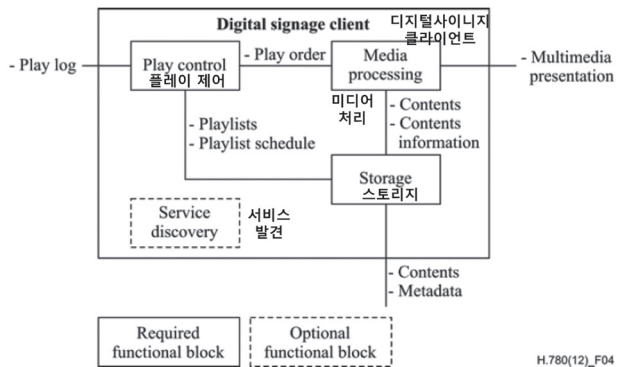 Digital signage client
디지털사이니지
클라이언트
- Play log
Play control
플레이 제어
- Play order
Media
processing
미디어
처리
- Multimedia
presentation
- Playlists
- Playlist schedule
- Contents
- Contents
information
Storage
스토리지
Service
discovery
서비스
발견
- Contents
- Metadata
Required
functional block
Optional
functional block
H.780(12)_F04